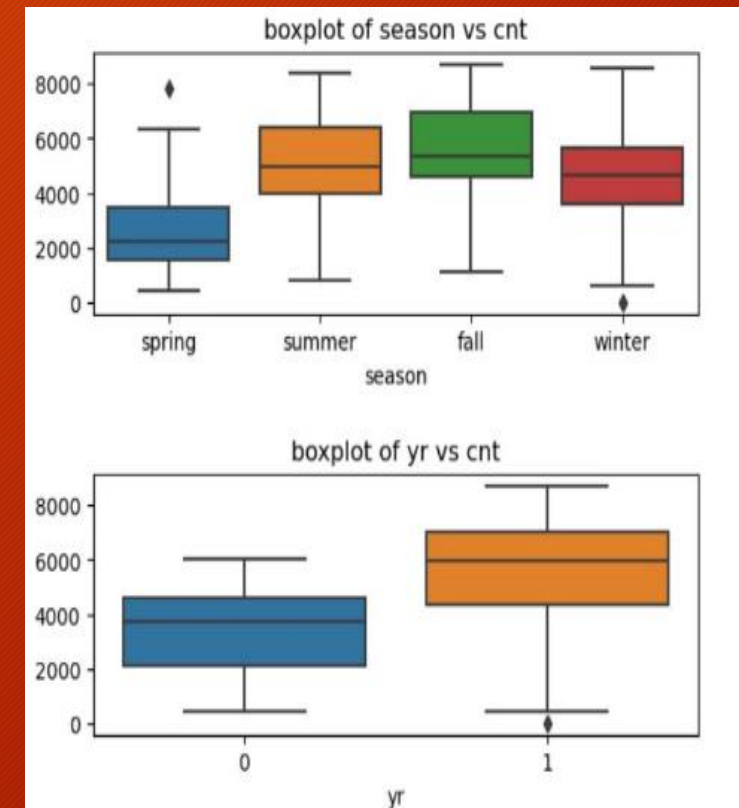 boxplot of season vs cnt
8000
6000
4000
2000
0
spring summer fall winter
season
boxplot of yr vs cnt
8000
6000
4000
2000
0
0 1
yr